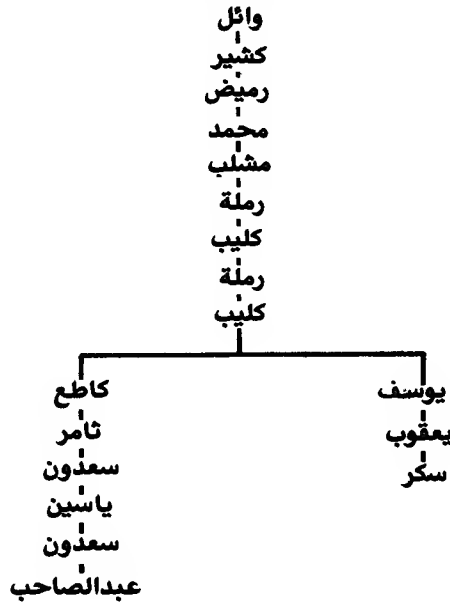 وائل
كشير
رميض
محمد
مشلب
رملة
كليب
رملة
كليب
يوسف كاطع
يعقوب ثامر
سكر سعدون
ياسين
سعدون
عبدالصاحب